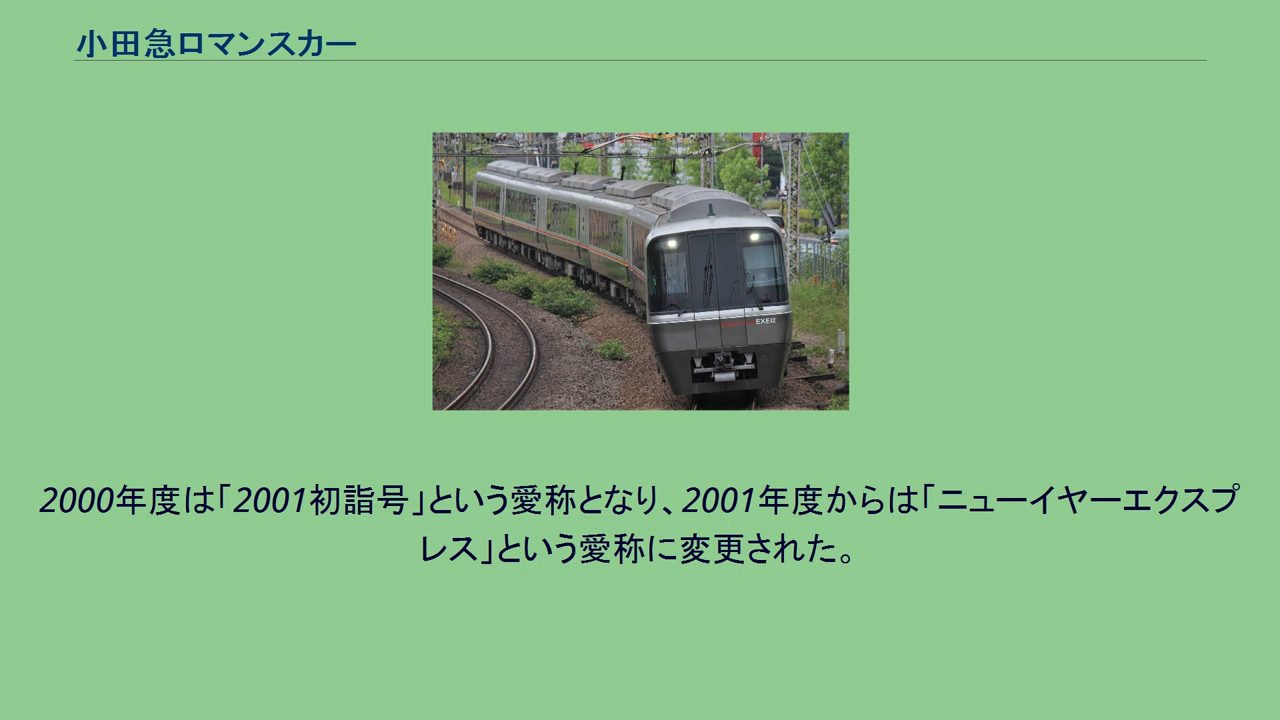 小田急ロマンスカー
EXEα
2000年度は「2001初詣号」という愛称となり、2001年度からは「ニューイヤーエクスプ
レス」という愛称に変更された。